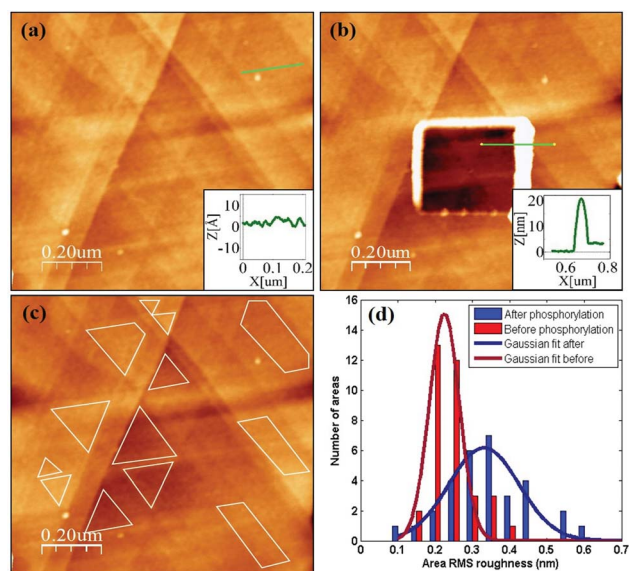 (a)
0.20um
Z[Å]
10
0
-10
0
0.1
0.2
X[um]
(b)
0.20um
Z[nm]
20
10
0
0.6
0.8
X[um]
(c)
0.20um
(d)
After phosphorylation
Before phosphorylation
Gaussian fit after
Gaussian fit before
Number of areas
16
14
12
10
8
6
4
2
0
0
0.1
0.2
0.3
0.4
0.5
0.6
0.7
Area RMS roughness (nm)